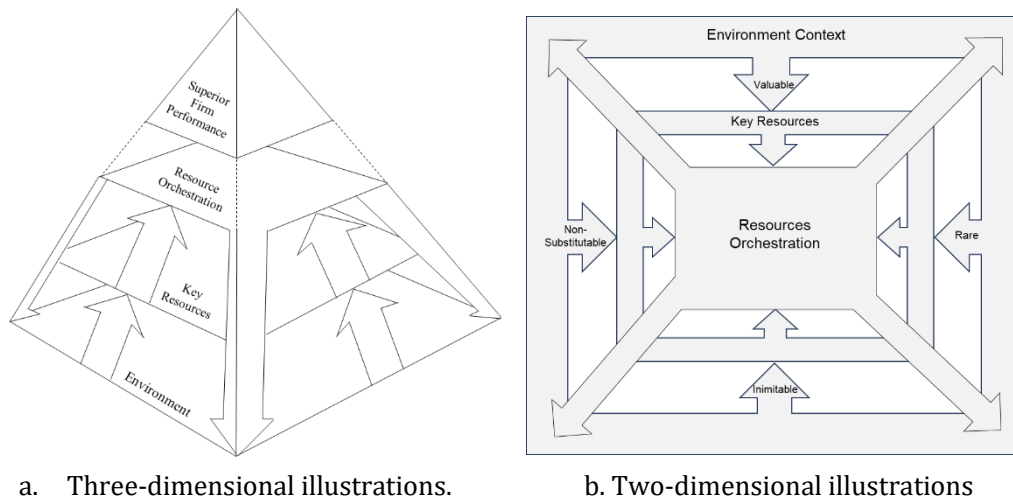 Superior
Firm
Performance
Resource
Orchestration
Key
Resources
Environment
Environment Context
Valuable
Key Resources
Non-
Substitutable
Resources
Orchestration
Rare
Inimitable
a. Three-dimensional illustrations.
b. Two-dimensional illustrations